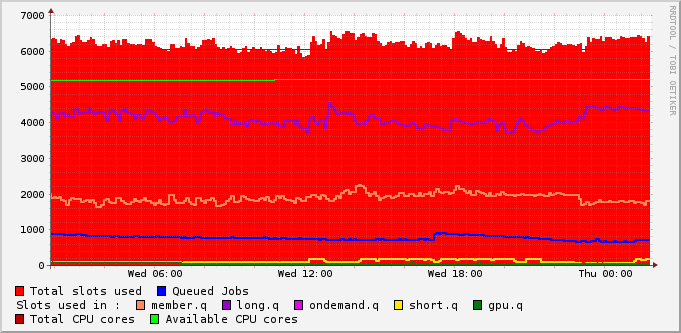 7000
6000
5000
4000
3000
2000
1000
0
Wed 06:00 Wed 12:00 Wed 18:00 Thu 00:00
Total slots used Queued Jobs
Slots used in : member.q long.q ondemand.q short.q gpu.q
Total CPU cores Available CPU cores
RRDTOOL / TOBI OETIKER